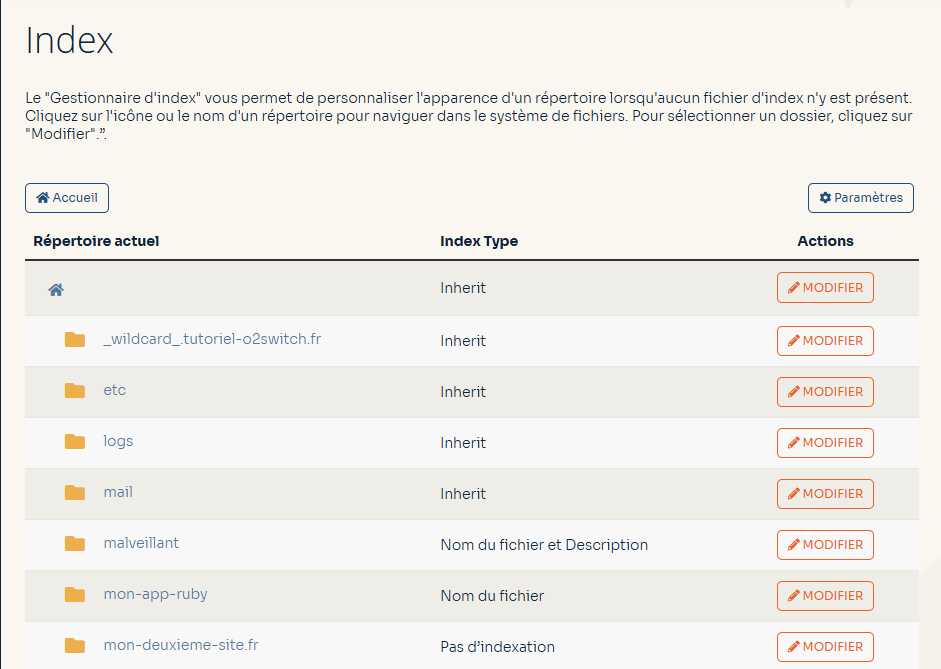 Index
Le "Gestionnaire d'index" vous permet de personnaliser l'apparence d'un répertoire lorsqu'aucun fichier d'index n'y est présent.
Cliquez sur l'icône ou le nom d'un répertoire pour naviguer dans le système de fichiers. Pour sélectionner un dossier, cliquez sur
"Modifier".”.
Accueil Paramètres
Répertoire actuel Index Type Actions
Inherit MODIFIER
_wildcard_.tutoriel-o2switch.fr Inherit MODIFIER
etc Inherit MODIFIER
logs Inherit MODIFIER
mail Inherit MODIFIER
malveillant Nom du fichier et Description MODIFIER
mon-app-ruby Nom du fichier MODIFIER
mon-deuxieme-site.fr Pas d’indexation MODIFIER